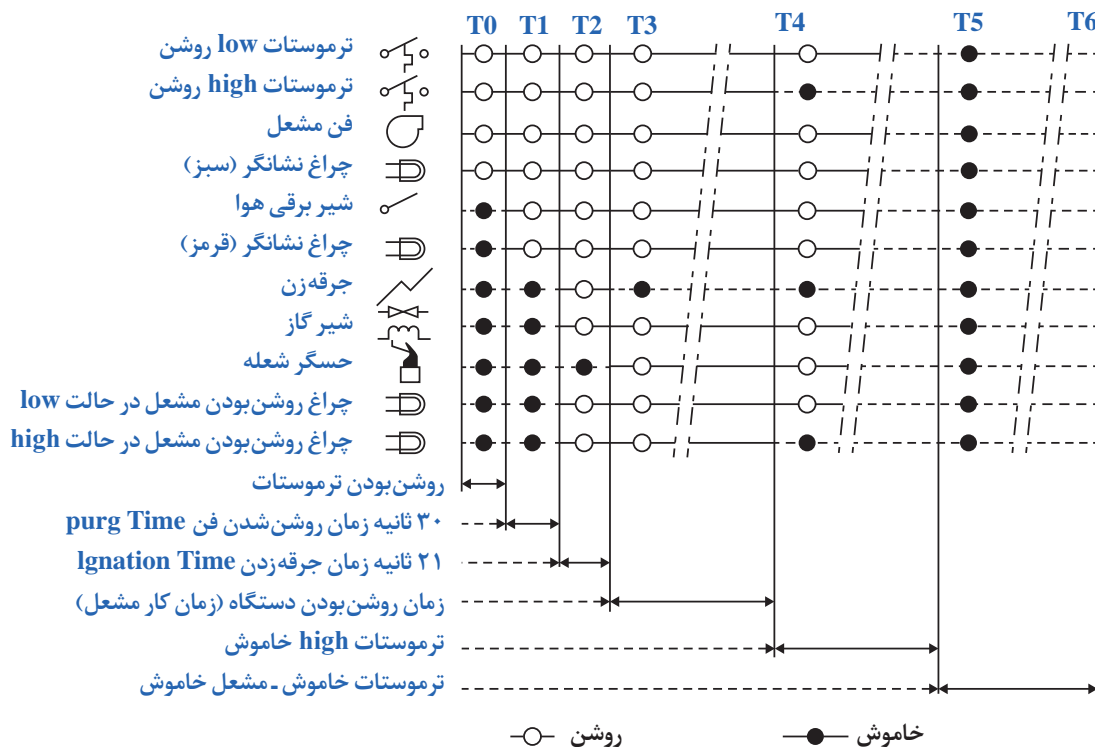 T0 T1 T2 T3 T4 T5 T6
ترموستات low روشن
ترموستات high روشن
فن مشعل
چراغ نشانگر (سبز)
شیر برقی هوا
چراغ نشانگر (قرمز)
جرقه‌زن
شیر گاز
حسگر شعله
چراغ روشن‌بودن مشعل در حالت low
چراغ روشن‌بودن مشعل در حالت high
روشن‌بودن ترموستات
۳۰ ثانیه زمان روشن‌شدن فن purg Time
۲۱ ثانیه زمان جرقه‌زدن lgnation Time
زمان روشن‌بودن دستگاه (زمان کار مشعل)
ترموستات high خاموش
ترموستات خاموش ـ مشعل خاموش
روشن خاموش